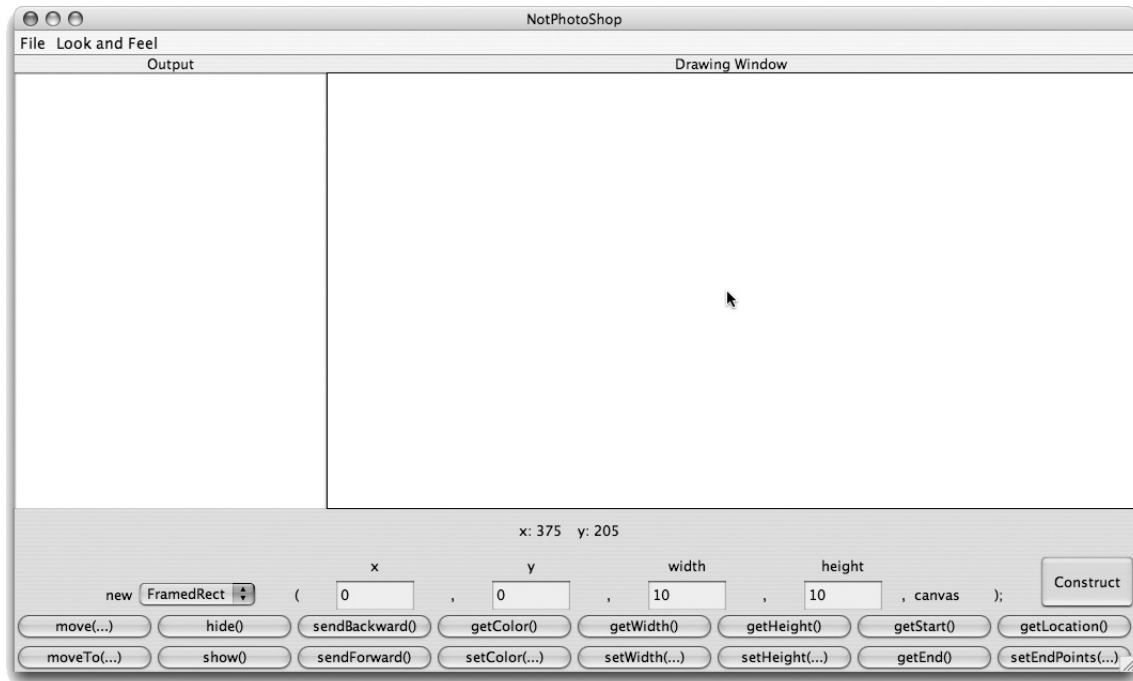 NotPhotoShop
File Look and Feel
Output Drawing Window
x: 375 y: 205
x y width height
new FramedRect ( 0 , 0 , 10 , 10 , canvas ); Construct
move(...) hide() sendBackward() getColor() getWidth() getHeight() getStart() getLocation()
moveTo(...) show() sendForward() setColor(...) setWidth(...) setHeight(...) getEnd() setEndPoints(...)